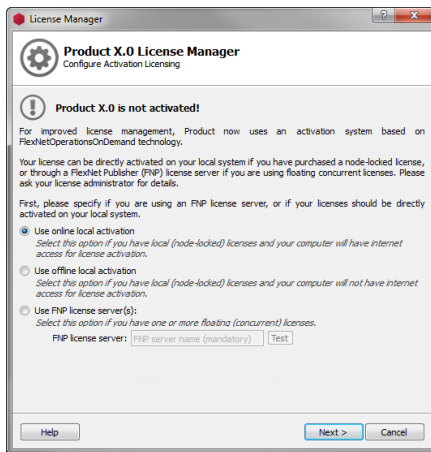 License Manager
Product X.0 License Manager
Configure Activation Licensing
Product X.0 is not activated!
For improved license management, Product now uses an activation system based on
FlexNetOperationsOnDemand technology.
Your license can be directly activated on your local system if you have purchased a node-locked license,
or through a FlexNet Publisher (FNP) license server if you are using floating concurrent licenses. Please
ask your license administrator for details.
First, please specify if you are using an FNP license server, or if your licenses should be directly
activated on your local system.
Use online local activation
Select this option if you have local (node-locked) licenses and your computer will have internet
access for license activation.
Use offline local activation
Select this option if you have local (node-locked) licenses and your computer will not have internet
access for license activation.
Use FNP license server(s):
Select this option if you have one or more floating (concurrent) licenses.
FNP license server: FNP server name (mandatory) Test
Help Next > Cancel